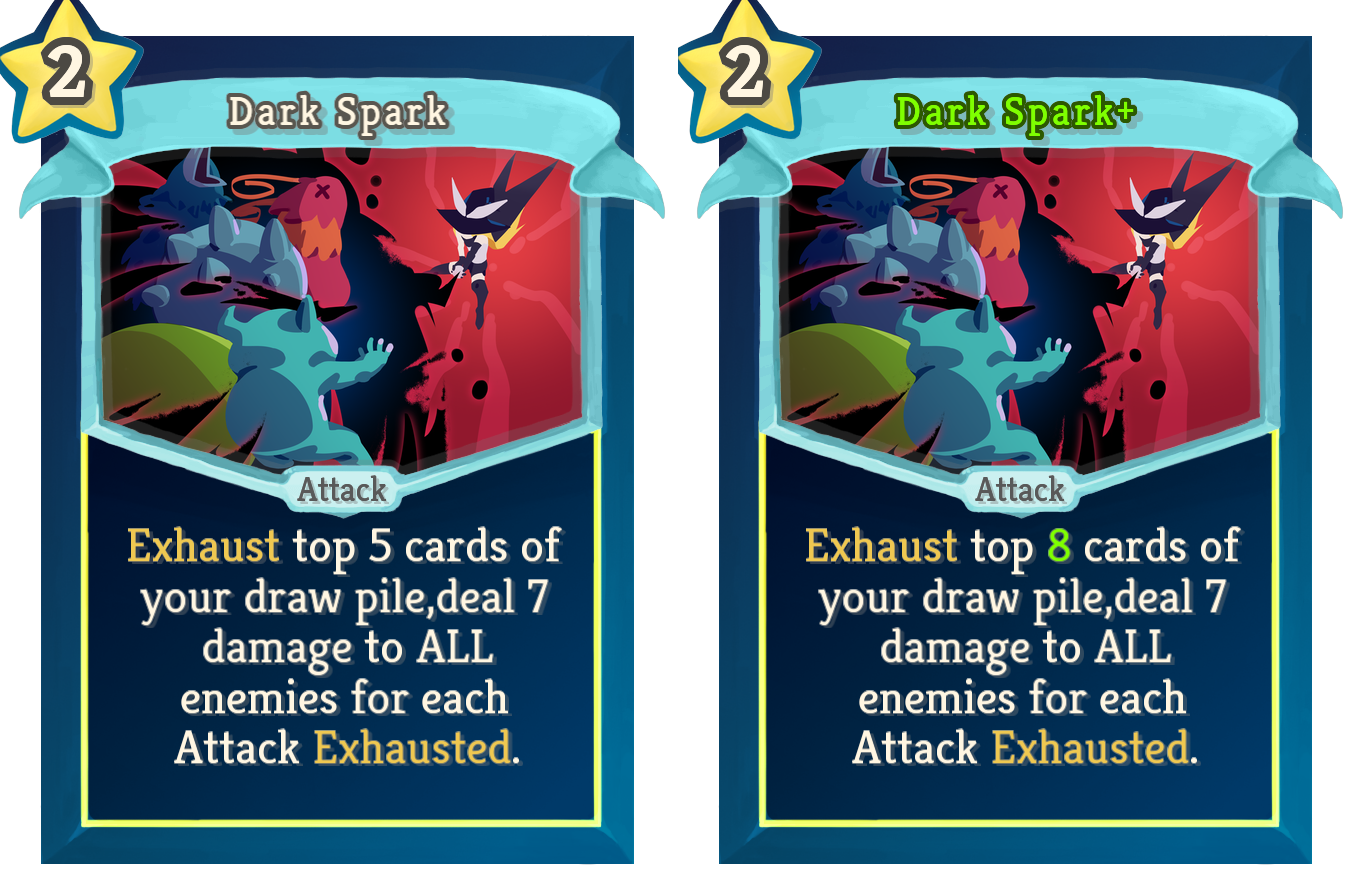 2
Dark Spark
Attack
Exhaust top 5 cards of
your draw pile,deal 7
damage to ALL
enemies for each
Attack Exhausted.
2
Dark Spark+
Attack
Exhaust top 8 cards of
your draw pile,deal 7
damage to ALL
enemies for each
Attack Exhausted.